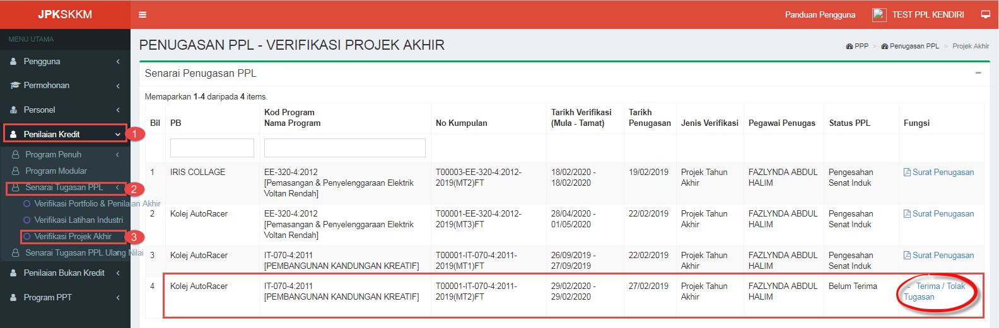 JPKSKKM
Panduan Pengguna
TEST PPL KENDIRI
MENU UTAMA
Pengguna
Permohonan
Personel
Penilaian Kredit
1
Program Penuh
Program Modular
Senarai Tugasan PPL
2
Verifikasi Portfolio & Penilaian Akhir
Verifikasi Latihan Industri
Verifikasi Projek Akhir
3
Senarai Tugasan PPL Ulang Nilai
Penilaian Bukan Kredit
Program PPT
PENUGASAN PPL - VERIFIKASI PROJEK AKHIR
PPP > Penugasan PPL > Projek Akhir
Senarai Penugasan PPL
Memaparkan 1-4 daripada 4 items.
Bil
PB
Kod Program
Nama Program
No Kumpulan
Tarikh Verifikasi
(Mula - Tamat)
Tarikh
Penugasan
Jenis Verifikasi
Pegawai Penugas
Status PPL
Fungsi
1
IRIS COLLAGE
EE-320-4:2012
[Pemasangan & Penyelenggaraan Elektrik
Voltan Rendah]
T00003-EE-320-4:2012-
2019(MT2)FT
18/02/2020 -
18/02/2020
19/02/2019
Projek Tahun
Akhir
FAZLYNDA ABDUL
HALIM
Pengesahan
Senat Induk
Surat Penugasan
2
Kolej AutoRacer
EE-320-4:2012
[Pemasangan & Penyelenggaraan Elektrik
Voltan Rendah]
T00001-EE-320-4:2012-
2019(MT3)FT
28/04/2020 -
01/05/2020
22/02/2019
Projek Tahun
Akhir
FAZLYNDA ABDUL
HALIM
Pengesahan
Senat Induk
Surat Penugasan
3
Kolej AutoRacer
IT-070-4:2011
[PEMBANGUNAN KANDUNGAN KREATIF]
T00001-IT-070-4:2011-
2019(MT1)FT
26/09/2019 -
27/09/2019
22/02/2019
Projek Tahun
Akhir
FAZLYNDA ABDUL
HALIM
Pengesahan
Senat Induk
Surat Penugasan
4
Kolej AutoRacer
IT-070-4:2011
[PEMBANGUNAN KANDUNGAN KREATIF]
T00001-IT-070-4:2011-
2019(MT2)FT
29/02/2020 -
29/02/2020
27/02/2019
Projek Tahun
Akhir
FAZLYNDA ABDUL
HALIM
Belum Terima
- Terima / Tolak
Tugasan